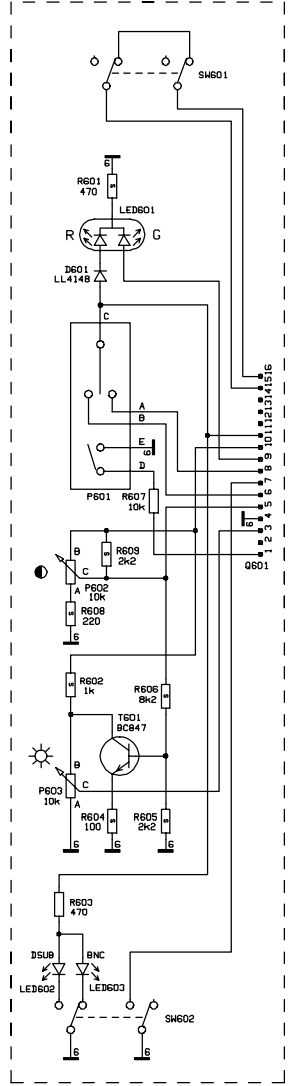 SW601
6
R601
470
S
LED601
R
G
D601
LL4148
C
A
B
E
6
D
P601
R607
10k
S
16
15
14
13
12
11
10
9
8
7
6
5
4
3
2
1
6
Q601
B
C
A
P602
10k
S
R609
2k2
S
R608
220
S
6
R602
1k
S
R606
8k2
S
T601
BC847
B
C
A
P603
10k
S
R604
100
S
R605
2k2
S
6
6
6
R603
470
DSUB
BNC
LED602
LED603
SW602
6
6